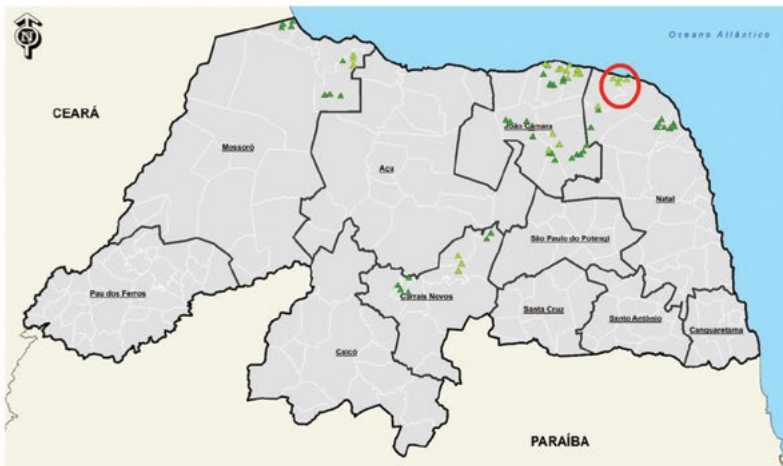 N
Oceano Atlântico
CEARÁ
João Câmara
Mossoró
Açu
Natal
São Paulo do Potengi
Pau dos Ferros
Currais Novos
Santa Cruz
Santo Antônio
Canguaretama
Caicó
PARAÍBA